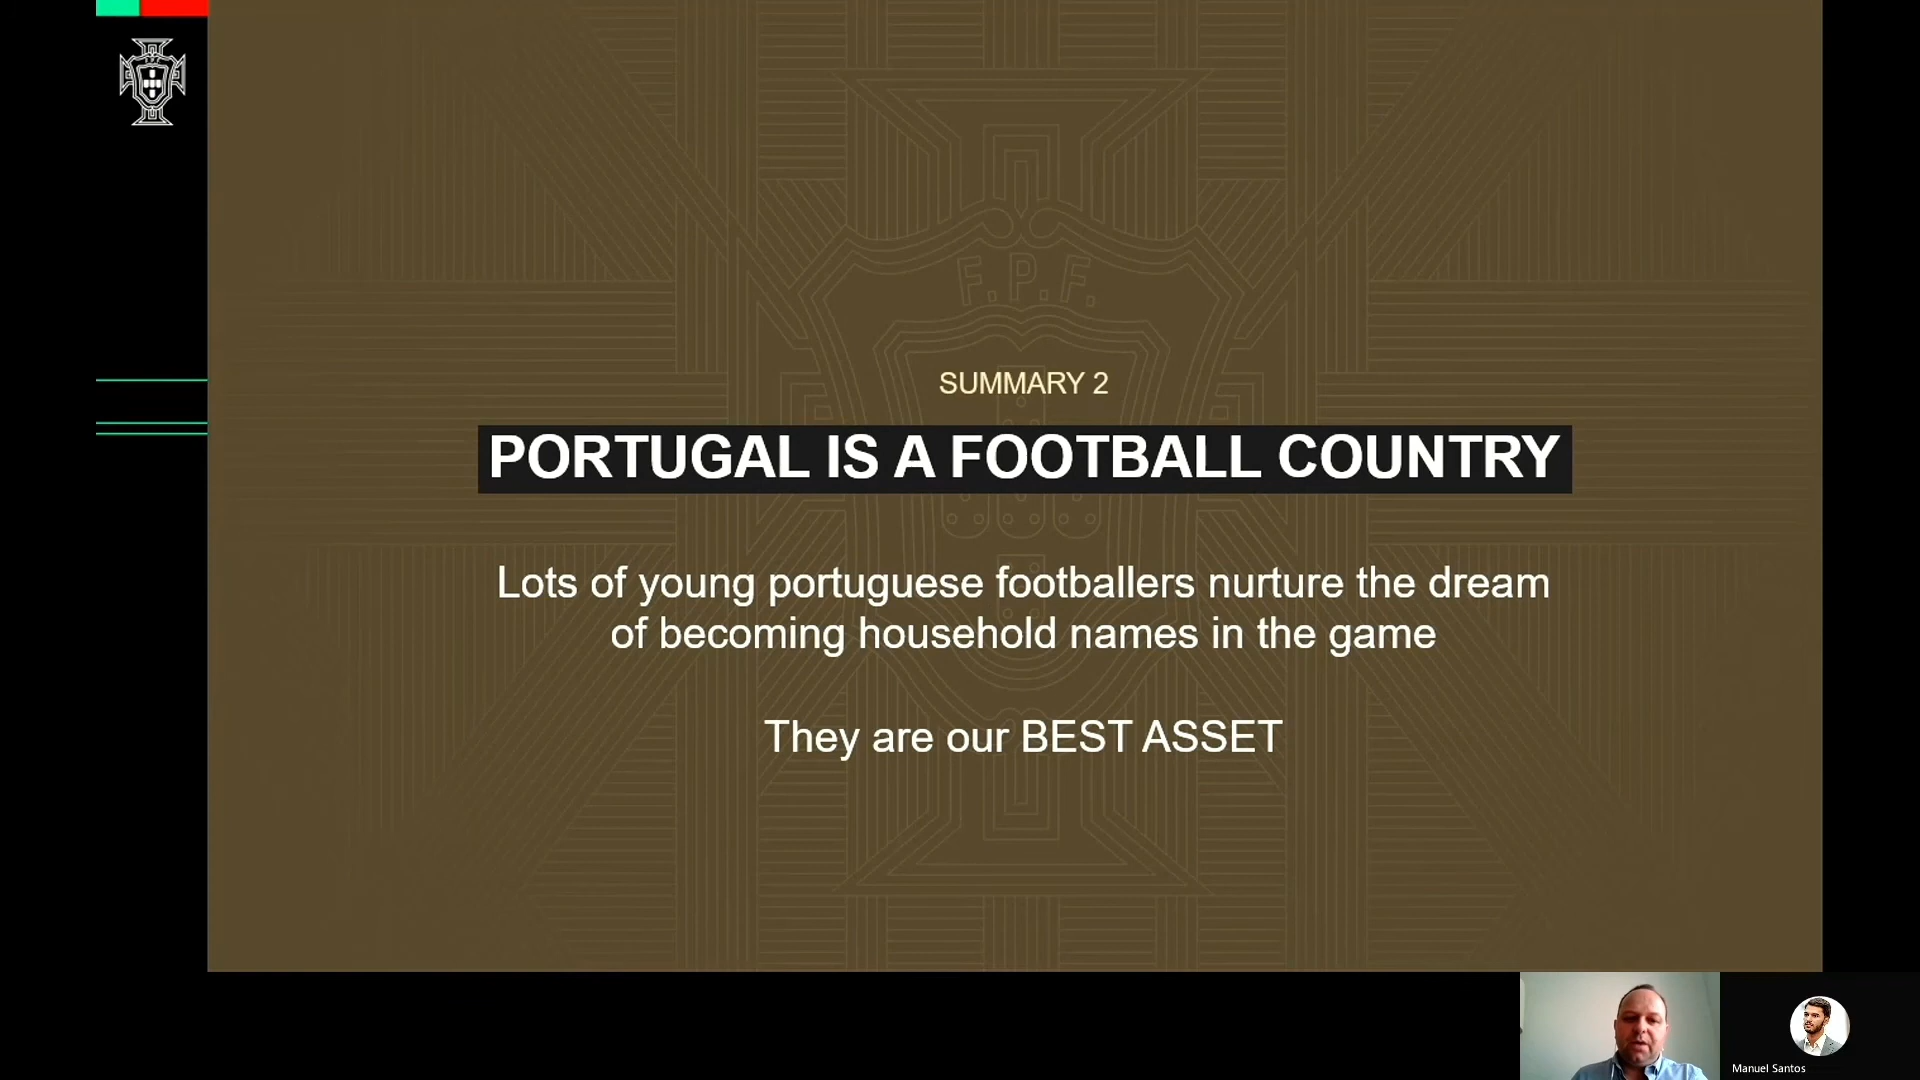 F.P.F.
SUMMARY 2
PORTUGAL IS A FOOTBALL COUNTRY
Lots of young portuguese footballers nurture the dream
of becoming household names in the game
They are our BEST ASSET
Manuel Santos